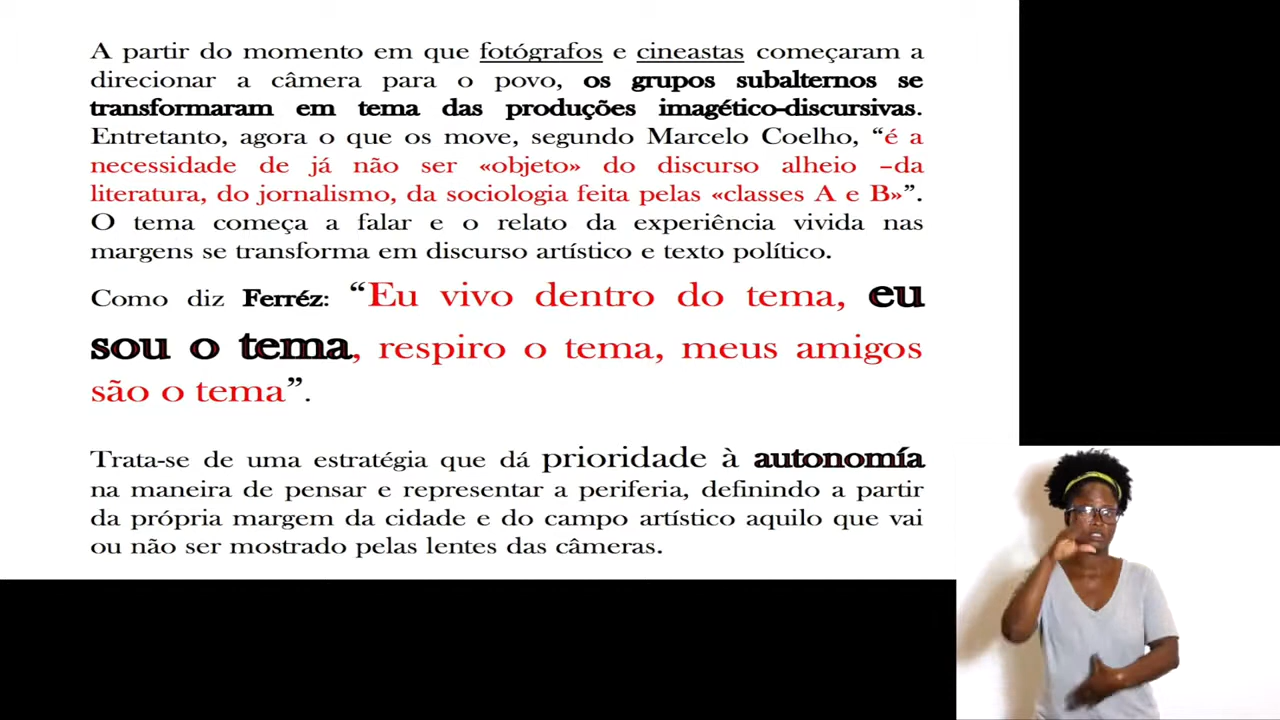 A partir do momento em que fotógrafos e cineastas começaram a
direcionar a câmera para o povo, os grupos subalternos se
transformaram em tema das produções imagético-discursivas.
Entretanto, agora o que os move, segundo Marcelo Coelho, “é a
necessidade de já não ser «objeto» do discurso alheio –da
literatura, do jornalismo, da sociologia feita pelas «classes A e B»”.
O tema começa a falar e o relato da experiência vivida nas
margens se transforma em discurso artístico e texto político.
Como diz Ferréz: “Eu vivo dentro do tema, eu
sou o tema, respiro o tema, meus amigos
são o tema”.
Trata-se de uma estratégia que dá prioridade à autonomía
na maneira de pensar e representar a periferia, definindo a partir
da própria margem da cidade e do campo artístico aquilo que vai
ou não ser mostrado pelas lentes das câmeras.